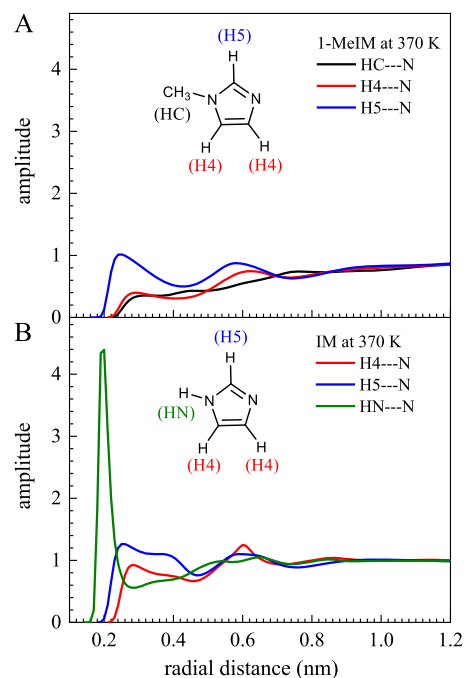 A
(H5)
1-MeIM at 370 K
HC---N
H4---N
H5---N
H
CH3
N
N
(HC)
H
H
(H4)
(H4)
amplitude
4
3
2
1
0
B
(H5)
IM at 370 K
H4---N
H5---N
HN---N
H
H
N
N
(HN)
H
H
(H4)
(H4)
amplitude
4
3
2
1
0
0.2
0.4
0.6
0.8
1.0
1.2
radial distance (nm)